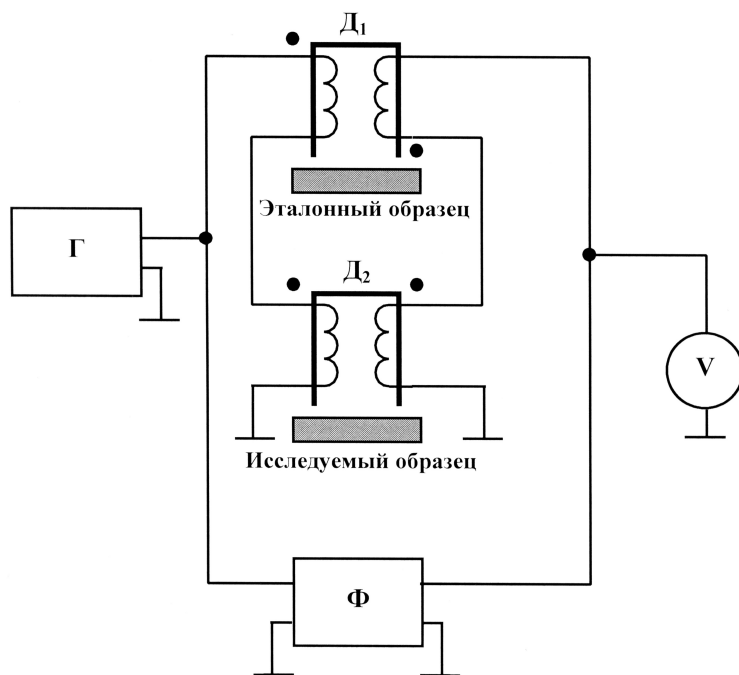 Д₁
Эталонный образец
Г
Д₂
V
Исследуемый образец
Ф